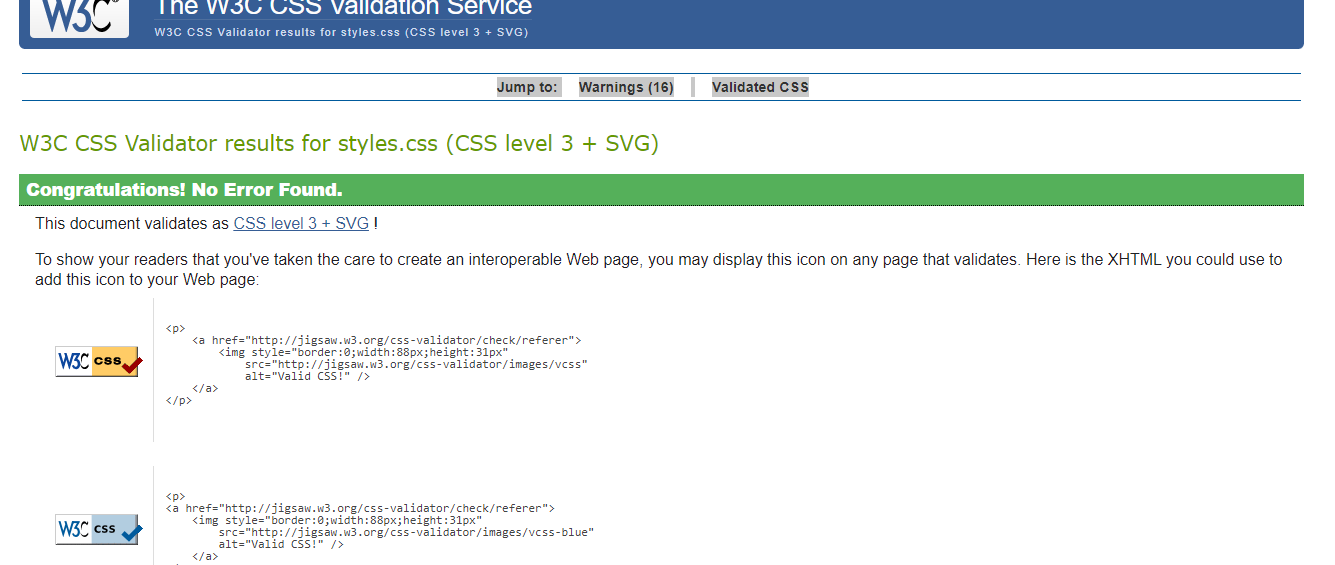 W3C®
The W3C CSS Validation Service
W3C CSS Validator results for styles.css (CSS level 3 + SVG)
Jump to: Warnings (16) Validated CSS
W3C CSS Validator results for styles.css (CSS level 3 + SVG)
Congratulations! No Error Found.
This document validates as CSS level 3 + SVG !
To show your readers that you've taken the care to create an interoperable Web page, you may display this icon on any page that validates. Here is the XHTML you could use to
add this icon to your Web page:
<p>
<a href="http://jigsaw.w3.org/css-validator/check/referer">
<img style="border:0;width:88px;height:31px"
W3C css
src="http://jigsaw.w3.org/css-validator/images/vcss"
alt="Valid CSS!" />
</a>
</p>
<p>
<a href="http://jigsaw.w3.org/css-validator/check/referer">
<img style="border:0;width:88px;height:31px"
W3C css
src="http://jigsaw.w3.org/css-validator/images/vcss-blue"
alt="Valid CSS!" />
</a>